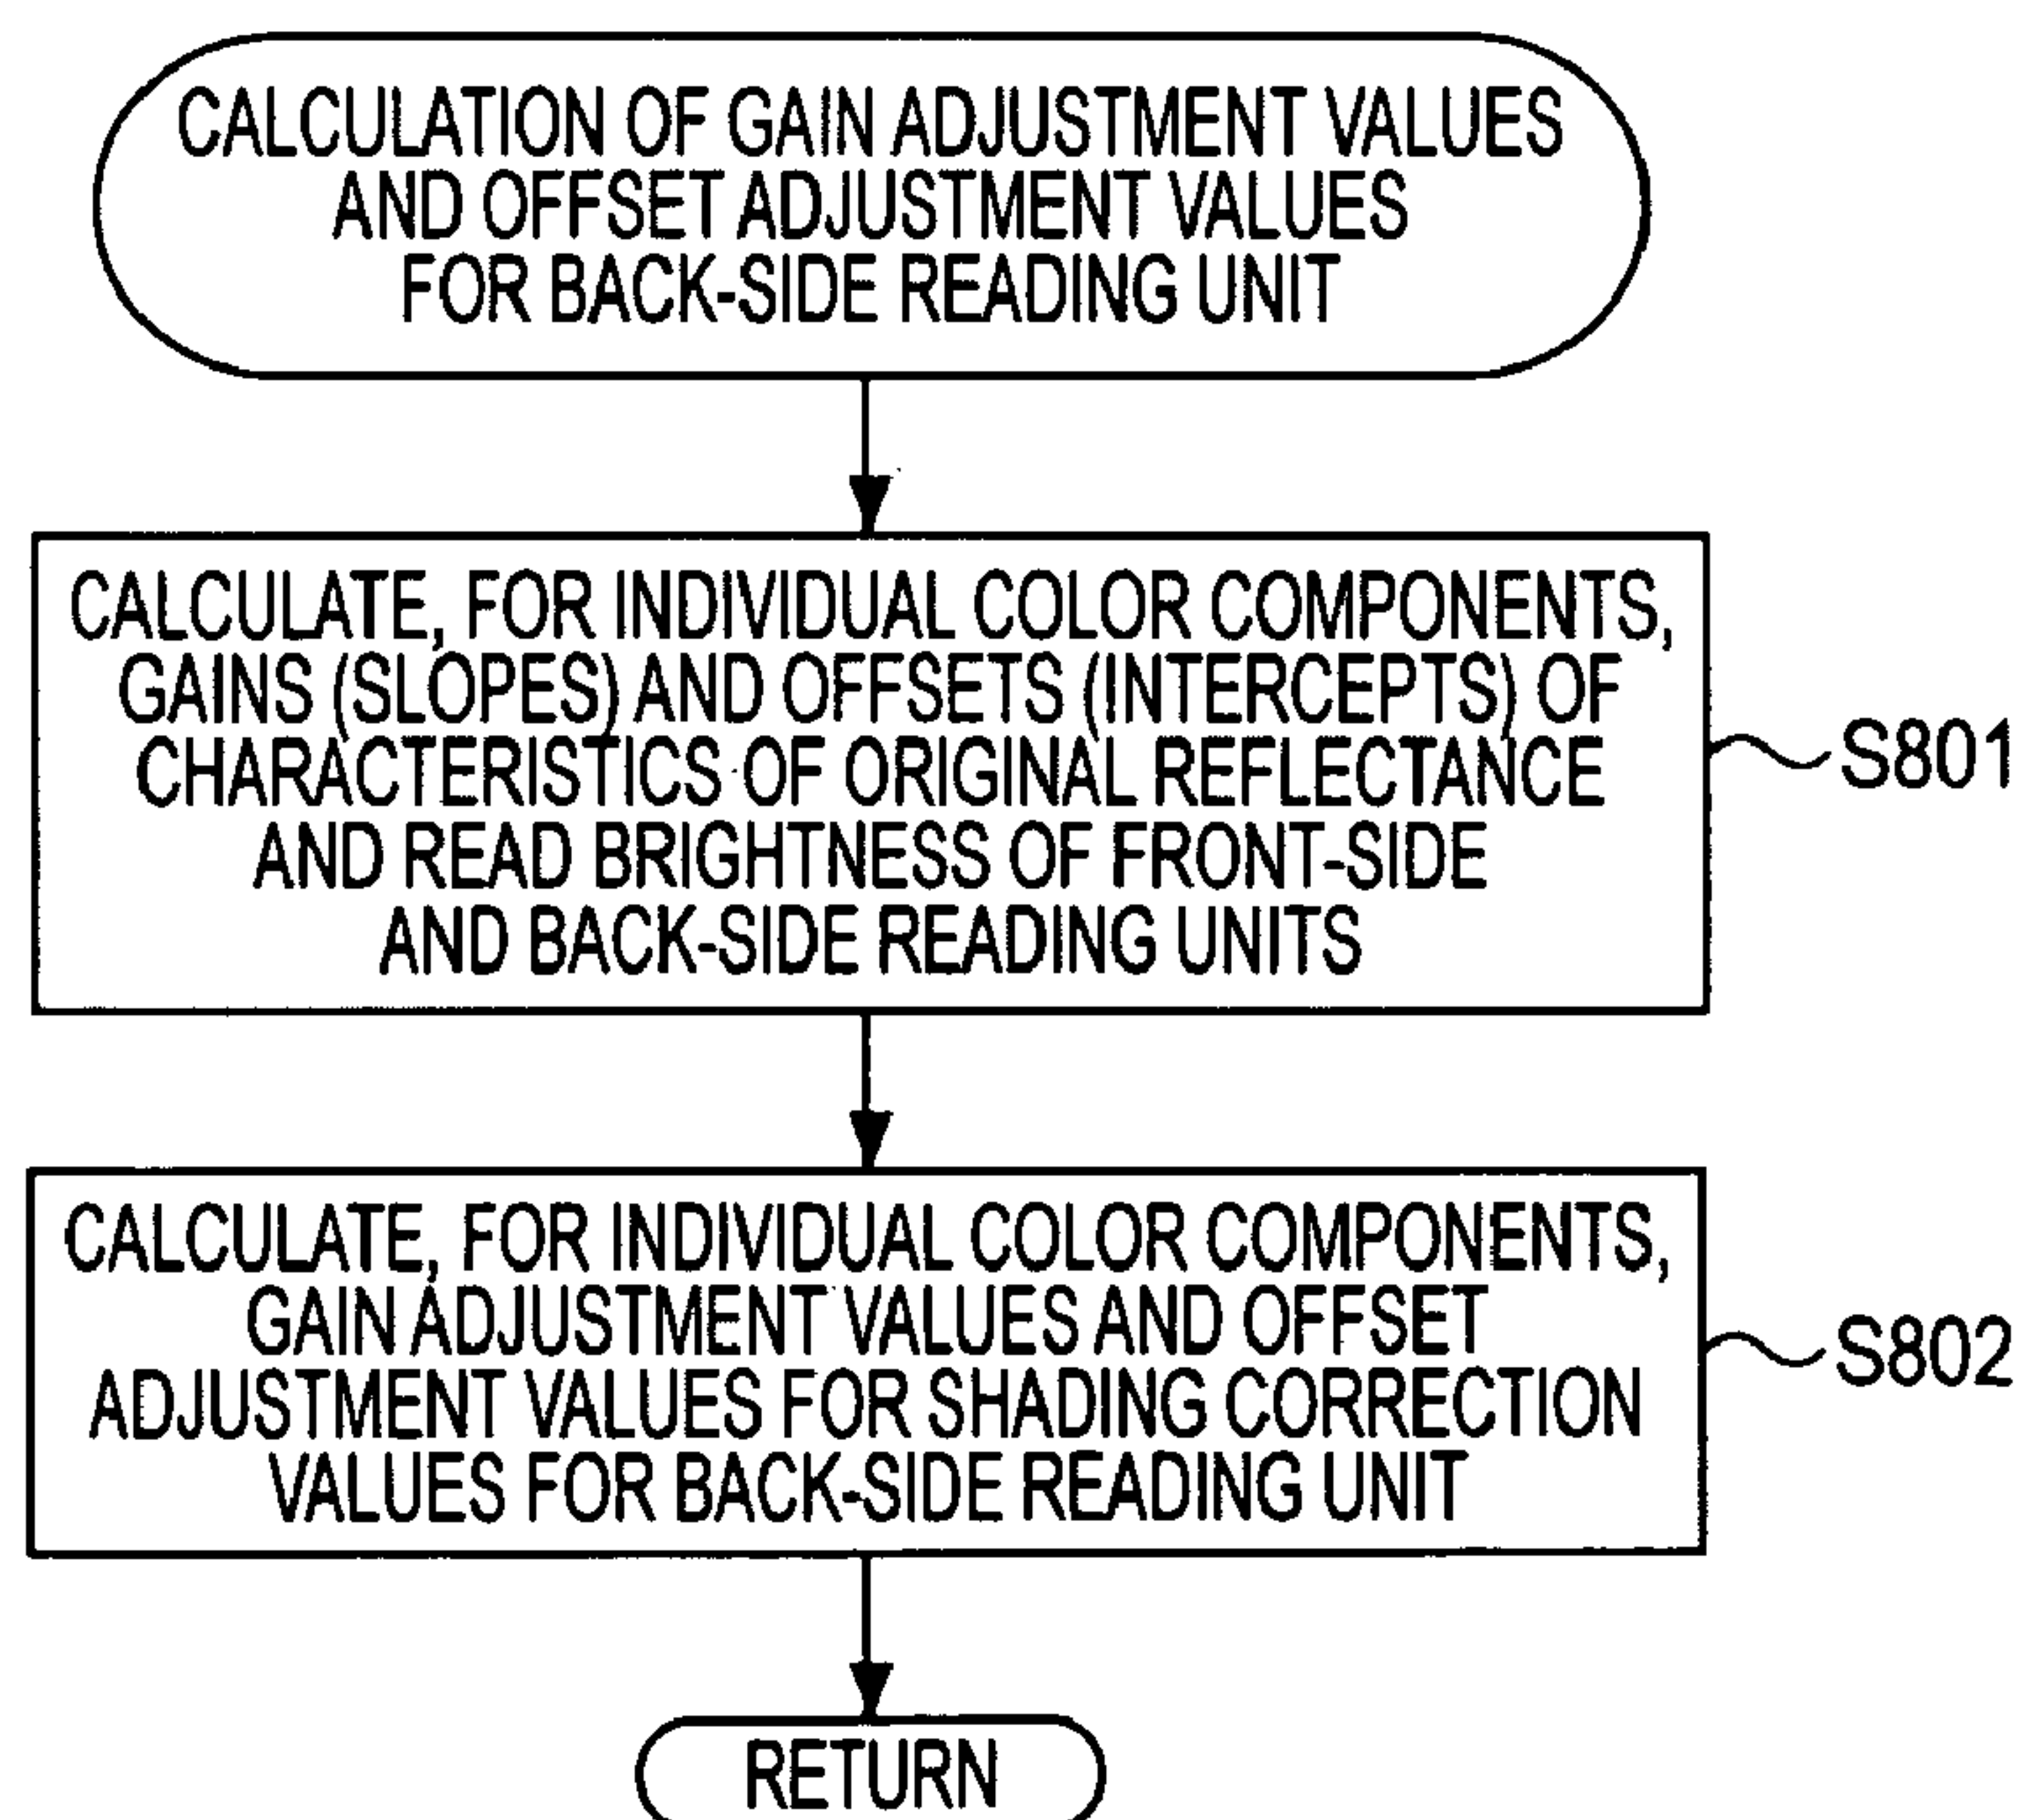 CALCULATION OF GAIN ADJUSTMENT VALUES
AND OFFSET ADJUSTMENT VALUES
FOR BACK-SIDE READING UNIT
CALCULATE, FOR INDIVIDUAL COLOR COMPONENTS,
GAINS (SLOPES) AND OFFSETS (INTERCEPTS) OF
CHARACTERISTICS OF ORIGINAL REFLECTANCE
AND READ BRIGHTNESS OF FRONT-SIDE
AND BACK-SIDE READING UNITS
S801
CALCULATE, FOR INDIVIDUAL COLOR COMPONENTS,
GAIN ADJUSTMENT VALUES AND OFFSET
ADJUSTMENT VALUES FOR SHADING CORRECTION
VALUES FOR BACK-SIDE READING UNIT
S802
RETURN